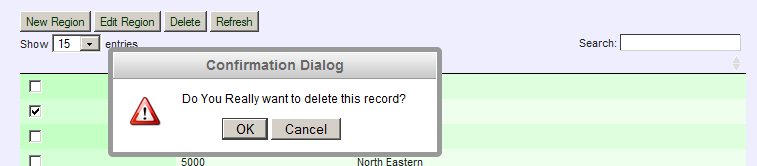 New Region Edit Region Delete Refresh
Show 15 entries Search:
Confirmation Dialog
Do You Really want to delete this record?
OK Cancel
5000 North Eastern